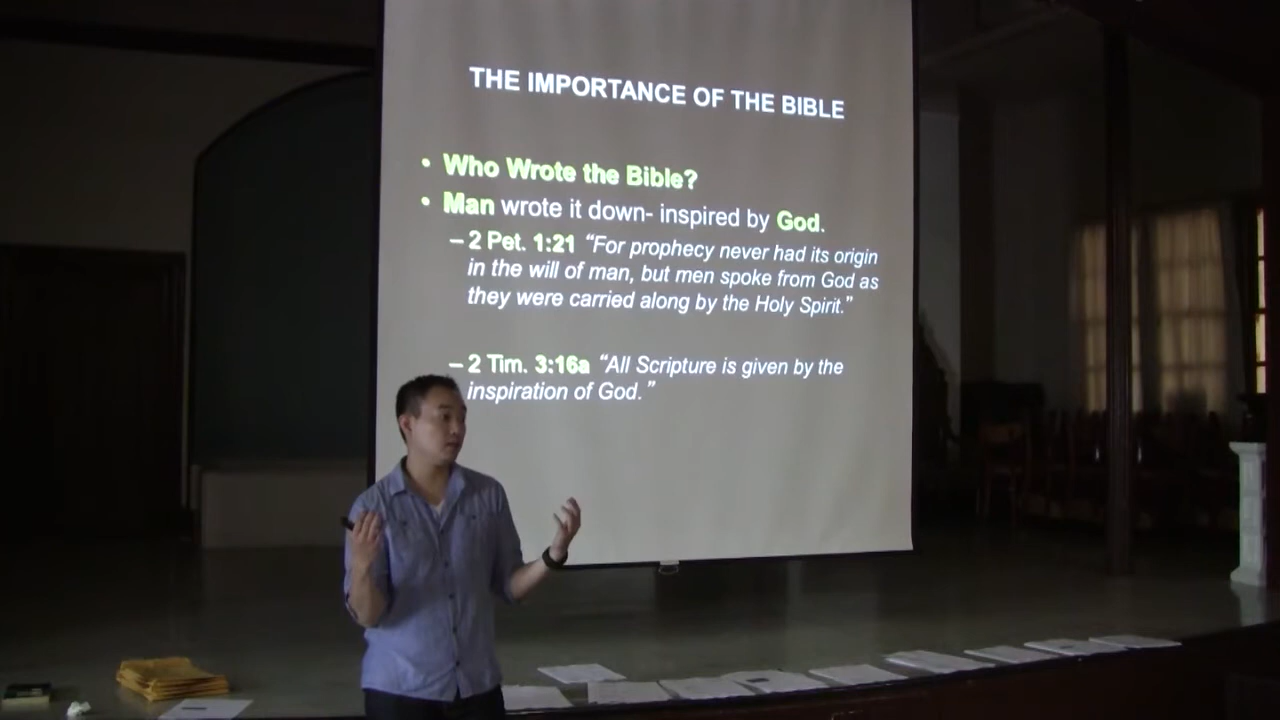 THE IMPORTANCE OF THE BIBLE
• Who Wrote the Bible?
• Man wrote it down- inspired by God.
– 2 Pet. 1:21 “For prophecy never had its origin
in the will of man, but men spoke from God as
they were carried along by the Holy Spirit.”
– 2 Tim. 3:16a “All Scripture is given by the
inspiration of God.”